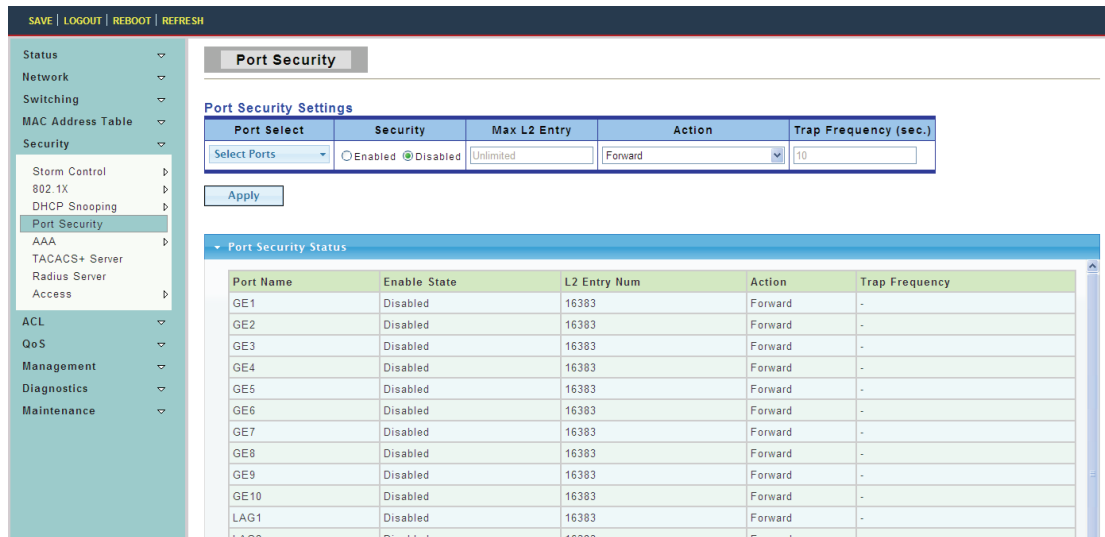 SAVE | LOGOUT | REBOOT | REFRESH
Status
Network
Switching
MAC Address Table
Security
Storm Control
802.1X
DHCP Snooping
Port Security
AAA
TACACS+ Server
Radius Server
Access
ACL
QoS
Management
Diagnostics
Maintenance
Port Security
Port Security Settings
Port Select Security Max L2 Entry Action Trap Frequency (sec.)
Select Ports Enabled Disabled Unlimited Forward 10
Apply
Port Security Status
Port Name Enable State L2 Entry Num Action Trap Frequency
GE1 Disabled 16383 Forward -
GE2 Disabled 16383 Forward -
GE3 Disabled 16383 Forward -
GE4 Disabled 16383 Forward -
GE5 Disabled 16383 Forward -
GE6 Disabled 16383 Forward -
GE7 Disabled 16383 Forward -
GE8 Disabled 16383 Forward -
GE9 Disabled 16383 Forward -
GE10 Disabled 16383 Forward -
LAG1 Disabled 16383 Forward -